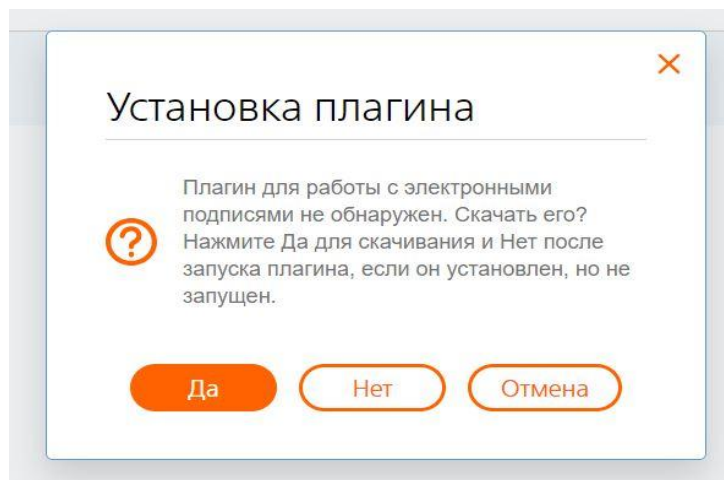 Установка плагина
Плагин для работы с электронными
подписями не обнаружен. Скачать его?
Нажмите Да для скачивания и Нет после
запуска плагина, если он установлен, но не
запущен.
Да
Нет
Отмена